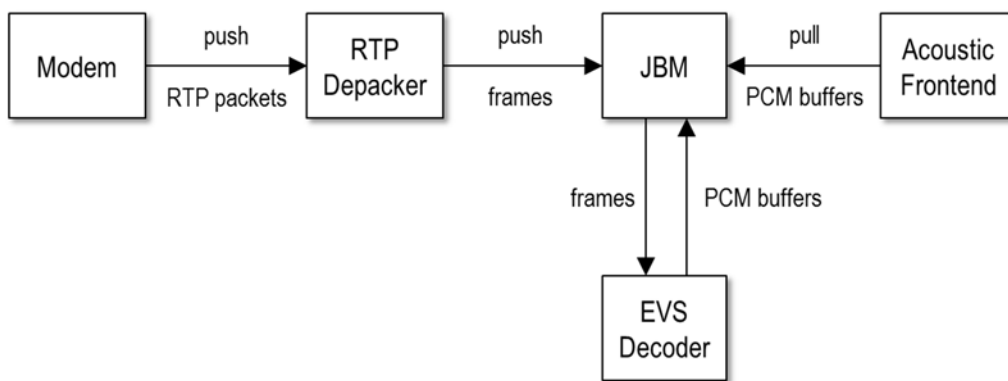 push
push
pull
Modem
RTP
Depacker
JBM
Acoustic
Frontend
RTP packets
frames
PCM buffers
frames
PCM buffers
EVS
Decoder